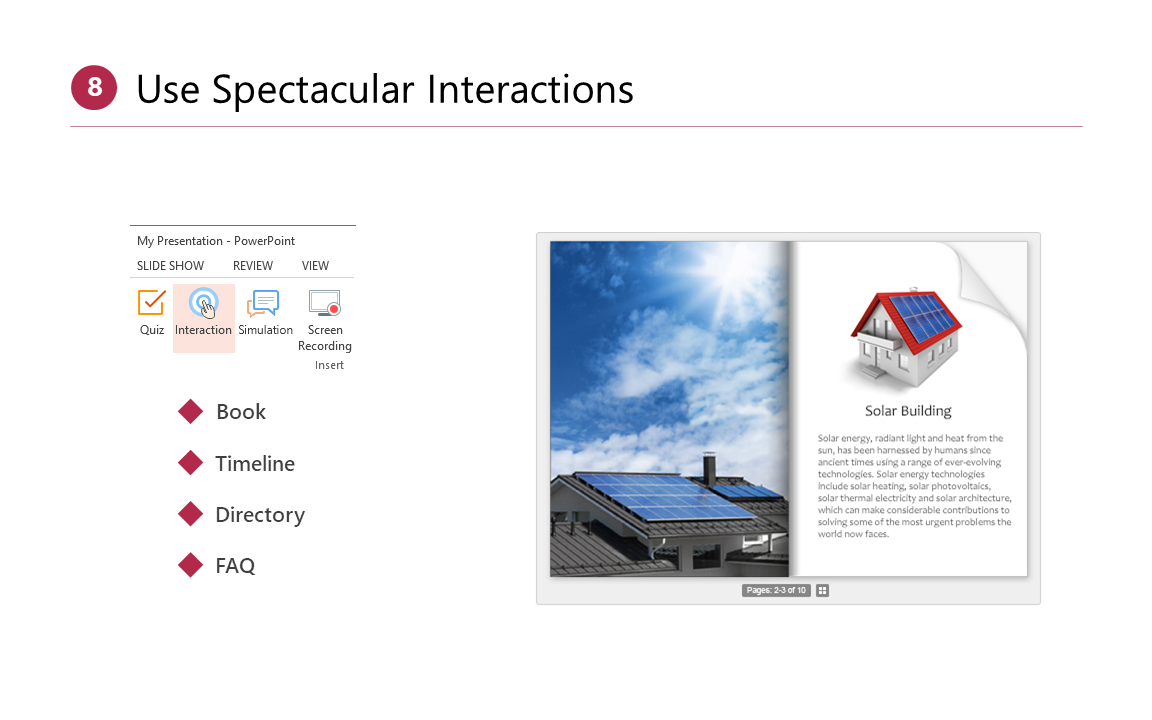 8 Use Spectacular Interactions
My Presentation - PowerPoint
SLIDE SHOW REVIEW VIEW
Quiz Interaction Simulation Screen
Recording
Insert
Book
Timeline
Directory
FAQ
Solar Building
Solar energy, radiant light and heat from the
sun, has been harnessed by humans since
ancient times using a range of ever-evolving
technologies. Solar energy technologies
include solar heating, solar photovoltaics,
solar thermal electricity and solar architecture,
which can make considerable contributions to
solving some of the most urgent problems the
world now faces.
Pages: 2-3 of 10